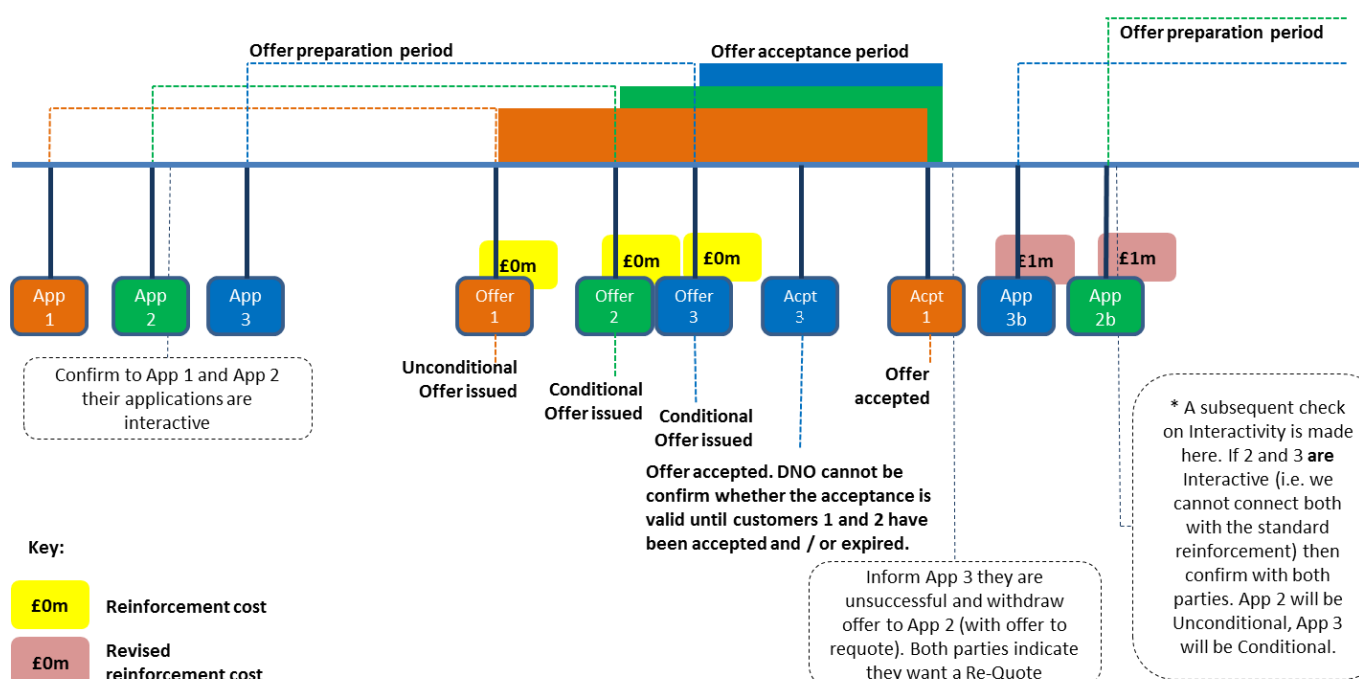 Offer preparation period
Offer acceptance period
Offer preparation period
£0m
£0m
£0m
£1m
£1m
App
1
App
2
App
3
Offer
1
Offer
2
Offer
3
Acpt
3
Acpt
1
App
3b
App
2b
Confirm to App 1 and App 2
their applications are
interactive
Unconditional
Offer issued
Conditional
Offer issued
Conditional
Offer issued
Offer
accepted
Offer accepted. DNO cannot be
confirm whether the acceptance is
valid until customers 1 and 2 have
been accepted and / or expired.
Inform App 3 they are
unsuccessful and withdraw
offer to App 2 (with offer to
requote). Both parties indicate
they want a Re-Quote
* A subsequent check
on Interactivity is made
here. If 2 and 3 are
Interactive (i.e. we
cannot connect both
with the standard
reinforcement) then
confirm with both
parties. App 2 will be
Unconditional, App 3
will be Conditional.
Key:
£0m
Reinforcement cost
£0m
Revised
reinforcement cost